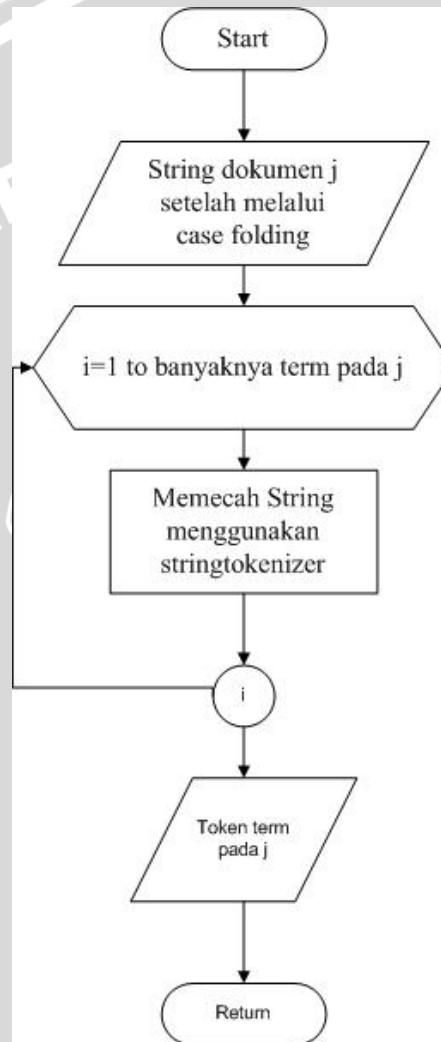 Start
String dokumen j
setelah melalui
case folding
i=1 to banyaknya term pada j
Memecah String
menggunakan
stringtokenizer
i
Token term
pada j
Return